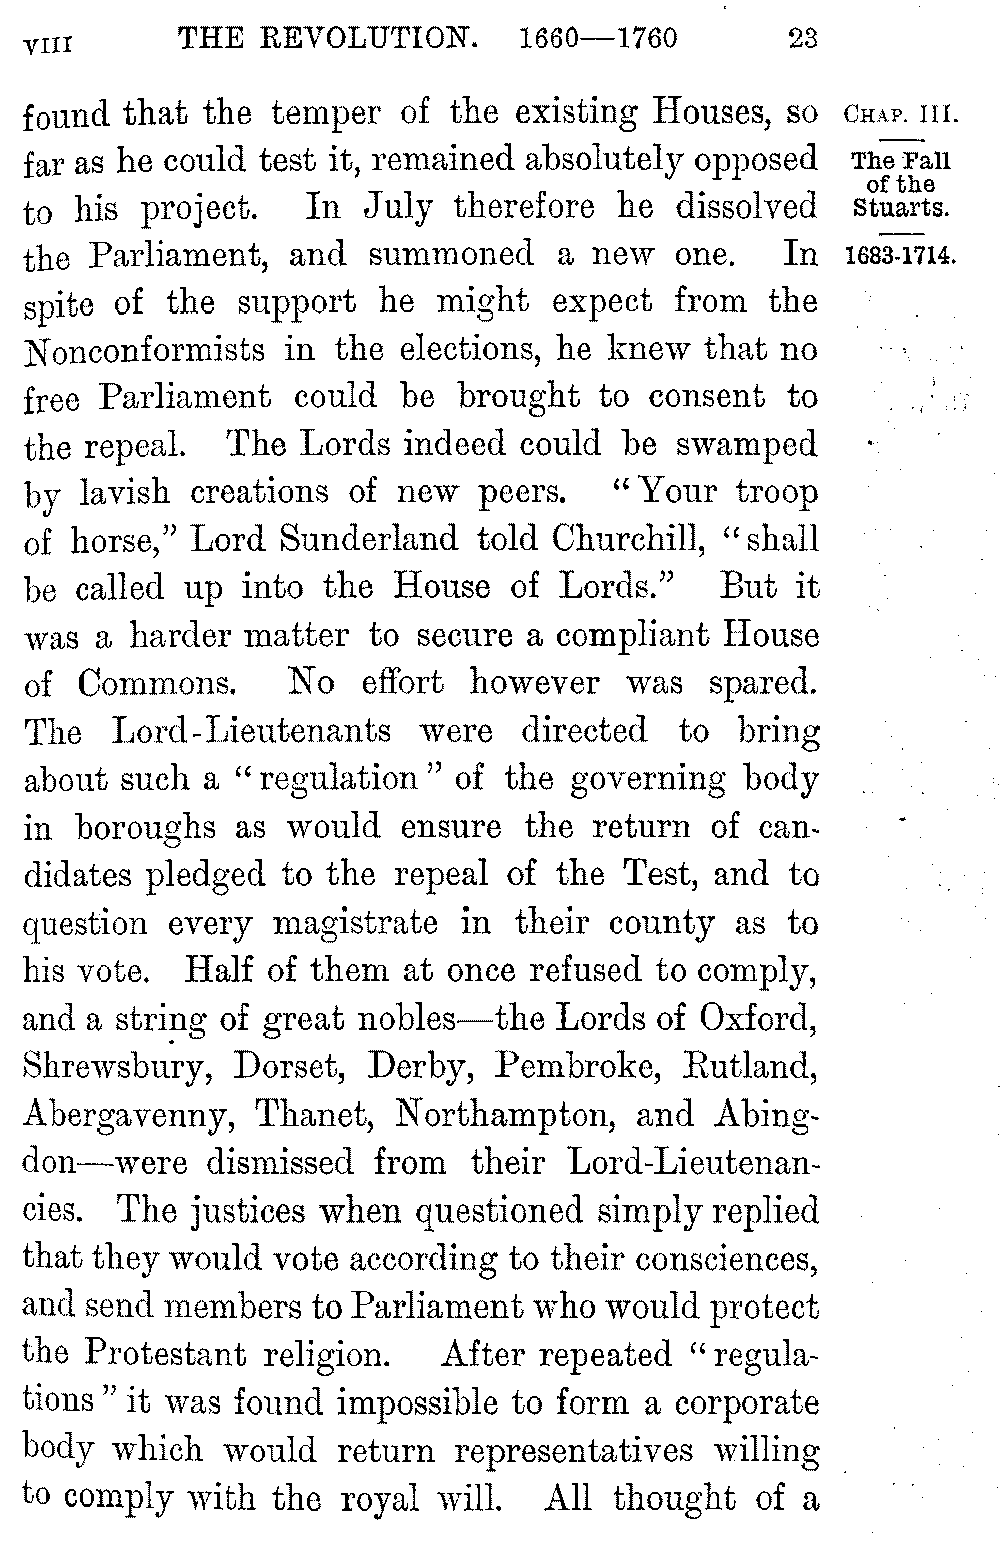 VIII THE REVOLUTION. 1660—1760 23
found that the temper of the existing Houses, so
far as he could test it, remained absolutely opposed
to his project. In July therefore he dissolved
the Parliament, and summoned a new one. In
spite of the support he might expect from the
Nonconformists in the elections, he knew that no
free Parliament could be brought to consent to
the repeal. The Lords indeed could be swamped
by lavish creations of new peers. “Your troop
of horse,” Lord Sunderland told Churchill, “shall
be called up into the House of Lords.” But it
was a harder matter to secure a compliant House
of Commons. No effort however was spared.
The Lord-Lieutenants were directed to bring
about such a “regulation” of the governing body
in boroughs as would ensure the return of can-
didates pledged to the repeal of the Test, and to
question every magistrate in their county as to
his vote. Half of them at once refused to comply,
and a string of great nobles—the Lords of Oxford,
Shrewsbury, Dorset, Derby, Pembroke, Rutland,
Abergavenny, Thanet, Northampton, and Abing-
don—were dismissed from their Lord-Lieutenan-
cies. The justices when questioned simply replied
that they would vote according to their consciences,
and send members to Parliament who would protect
the Protestant religion. After repeated “regula-
tions” it was found impossible to form a corporate
body which would return representatives willing
to comply with the royal will. All thought of a
CHAP. III.
The Fall
of the
Stuarts.
1683-1714.